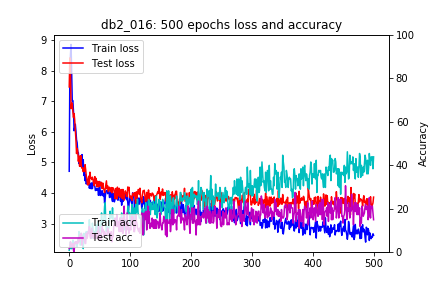 db2_016: 500 epochs loss and accuracy
9
8
7
6
5
4
3
Loss
Train loss
Test loss
Train acc
Test acc
100
80
60
40
20
0
Accuracy
0
100
200
300
400
500